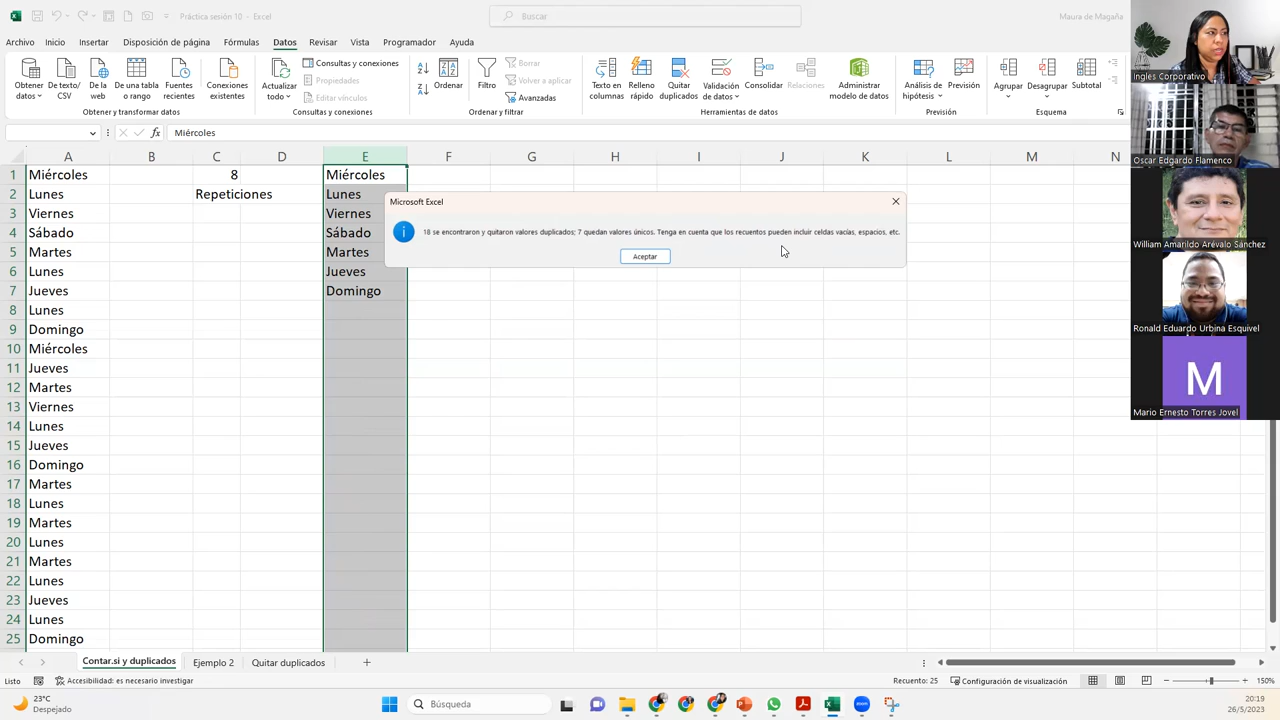 Práctica sesión 10 - Excel
Buscar
Maura de Magaña
Archivo Inicio Insertar Disposición de página Fórmulas Datos Revisar Vista Programador Ayuda
Obtener datos
De text/CSV
De la web
De una tabla o rango
Fuentes recientes
Conexiones existentes
Obtener y transformar datos
Actualizar todo
Consultas y conexiones
Propiedades
Editar vínculos
Consultas y conexiones
Ordenar
Filtro
Borrar
Volver a aplicar
Avanzadas
Ordenar y filtrar
Texto en columnas
Relleno rápido
Quitar duplicados
Validación de datos
Consolidar
Relaciones
Administrar modelo de datos
Herramientas de datos
Análisis de hipótesis
Previsión
Previsión
Agrupar
Desagrupar
Subtotal
Esquema
fx Miércoles
A B C D E F G H I J K L M N
1 Miércoles 8 Miércoles
2 Lunes Repeticiones Lunes
3 Viernes Viernes
4 Sábado Sábado
5 Martes Martes
6 Lunes Jueves
7 Jueves Domingo
8 Lunes
9 Domingo
10 Miércoles
11 Jueves
12 Martes
13 Viernes
14 Lunes
15 Jueves
16 Domingo
17 Martes
18 Lunes
19 Martes
20 Lunes
21 Martes
22 Lunes
23 Jueves
24 Lunes
25 Domingo
Microsoft Excel
18 se encontraron y quitaron valores duplicados; 7 quedan valores únicos. Tenga en cuenta que los recuentos pueden incluir celdas vacías, espacios, etc.
Aceptar
Ingles Corporativo
Oscar Edgardo Flamenco
William Amarildo Arévalo Sánchez
Ronald Eduardo Urbina Esquivel
M
Mario Ernesto Torres Jovel
Contar.si y duplicados Ejemplo 2 Quitar duplicados
Listo Accesibilidad: es necesario investigar Recuento: 25 Configuración de visualización 150%
23°C
Despejado
Búsqueda
20:19
26/5/2023